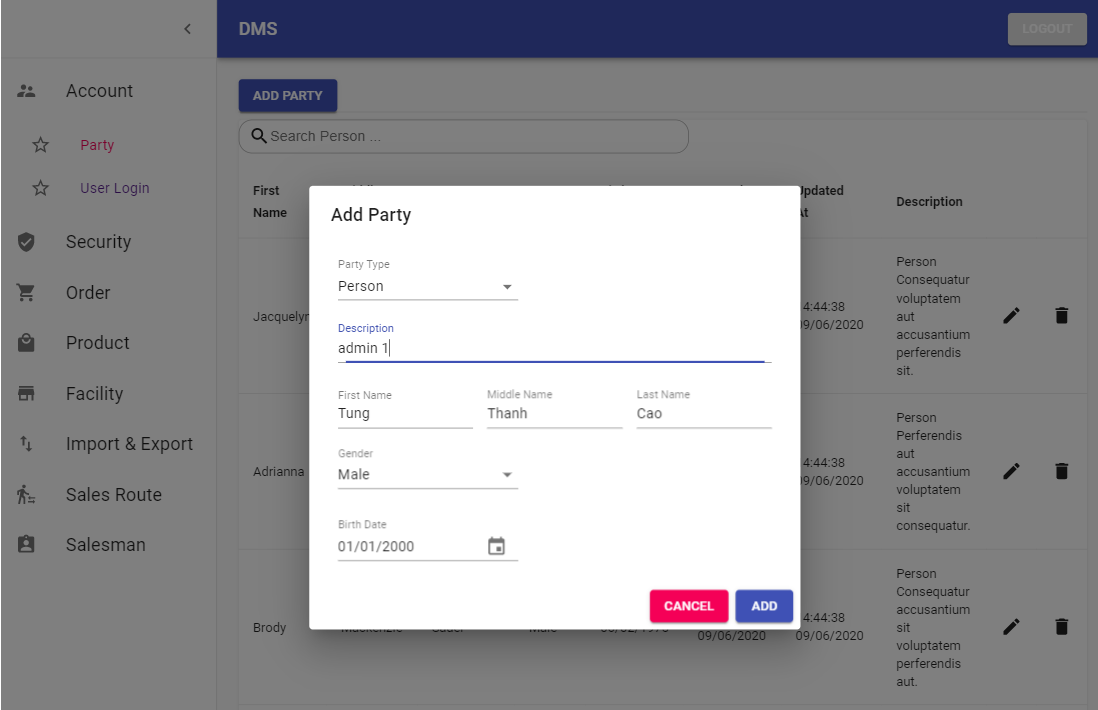 DMS
LOGOUT
Account
Party
User Login
Security
Order
Product
Facility
Import & Export
Sales Route
Salesman
ADD PARTY
Search Person ...
First
Name
Updated
At
Description
Jacquelyn
4:44:38
09/06/2020
Person
Consequatur
voluptatem
aut
accusantium
perferendis
sit.
Adrianna
4:44:38
09/06/2020
Person
Perferendis
aut
accusantium
voluptatem
sit
consequatur.
Brody
Mackenzie
Male
09/06/2020
4:44:38
09/06/2020
Person
Consequatur
accusantium
sit
voluptatem
perferendis
aut.
Add Party
Party Type
Person
Description
admin 1
First Name
Middle Name
Last Name
Tung
Thanh
Cao
Gender
Male
Birth Date
01/01/2000
CANCEL
ADD